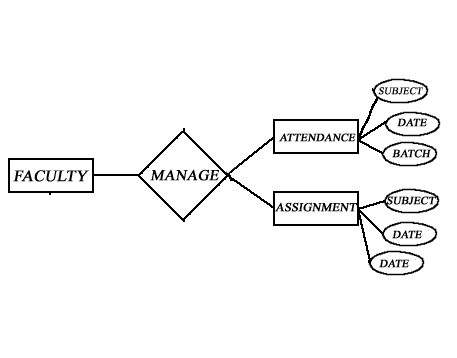 SUBJECT
DATE
ATTENDANCE
BATCH
FACULTY
MANAGE
SUBJECT
ASSIGNMENT
DATE
DATE